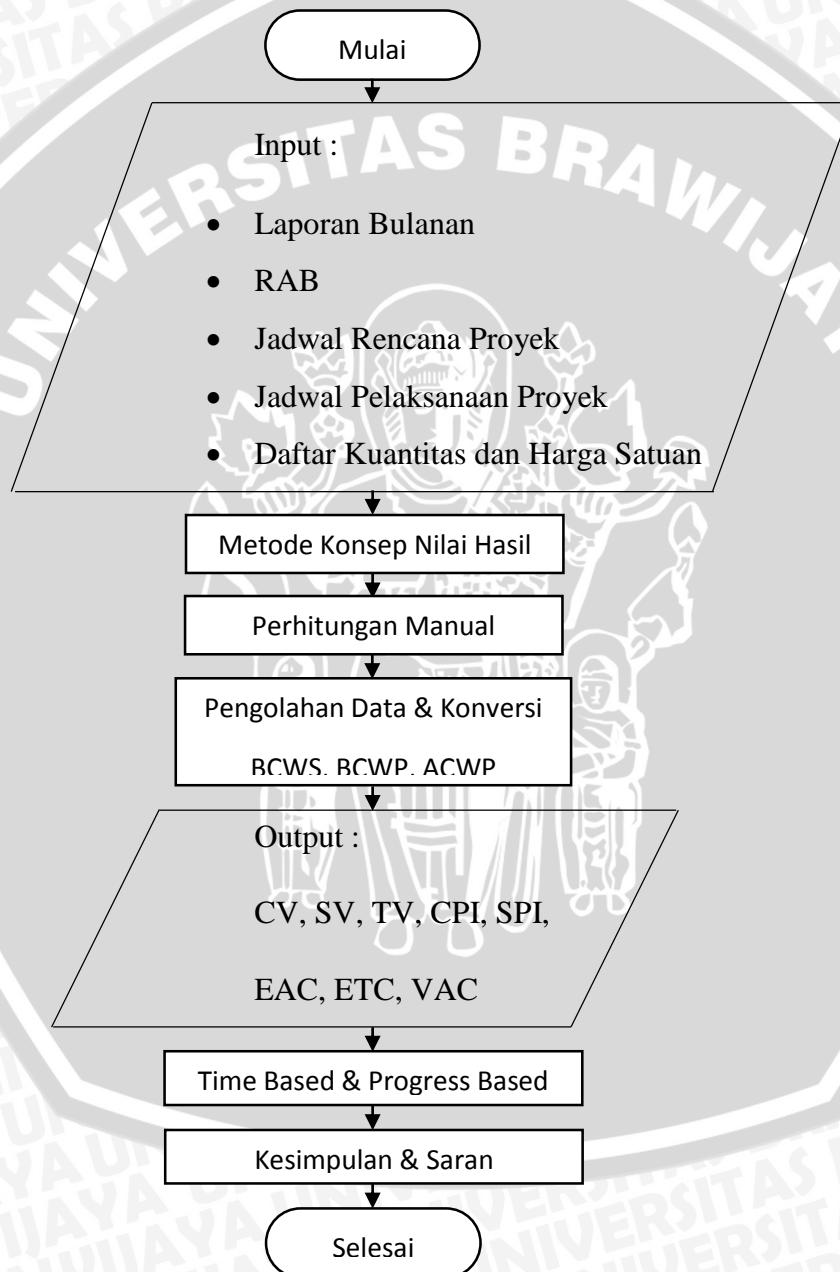 Mulai
UNIVERSITAS BRAWIJAYA
Input :
• Laporan Bulanan
• RAB
• Jadwal Rencana Proyek
• Jadwal Pelaksanaan Proyek
• Daftar Kuantitas dan Harga Satuan
Metode Konsep Nilai Hasil
Perhitungan Manual
Pengolahan Data & Konversi
BCWS, BCWP, ACWP
Output :
CV, SV, TV, CPI, SPI,
EAC, ETC, VAC
Time Based & Progress Based
Kesimpulan & Saran
Selesai